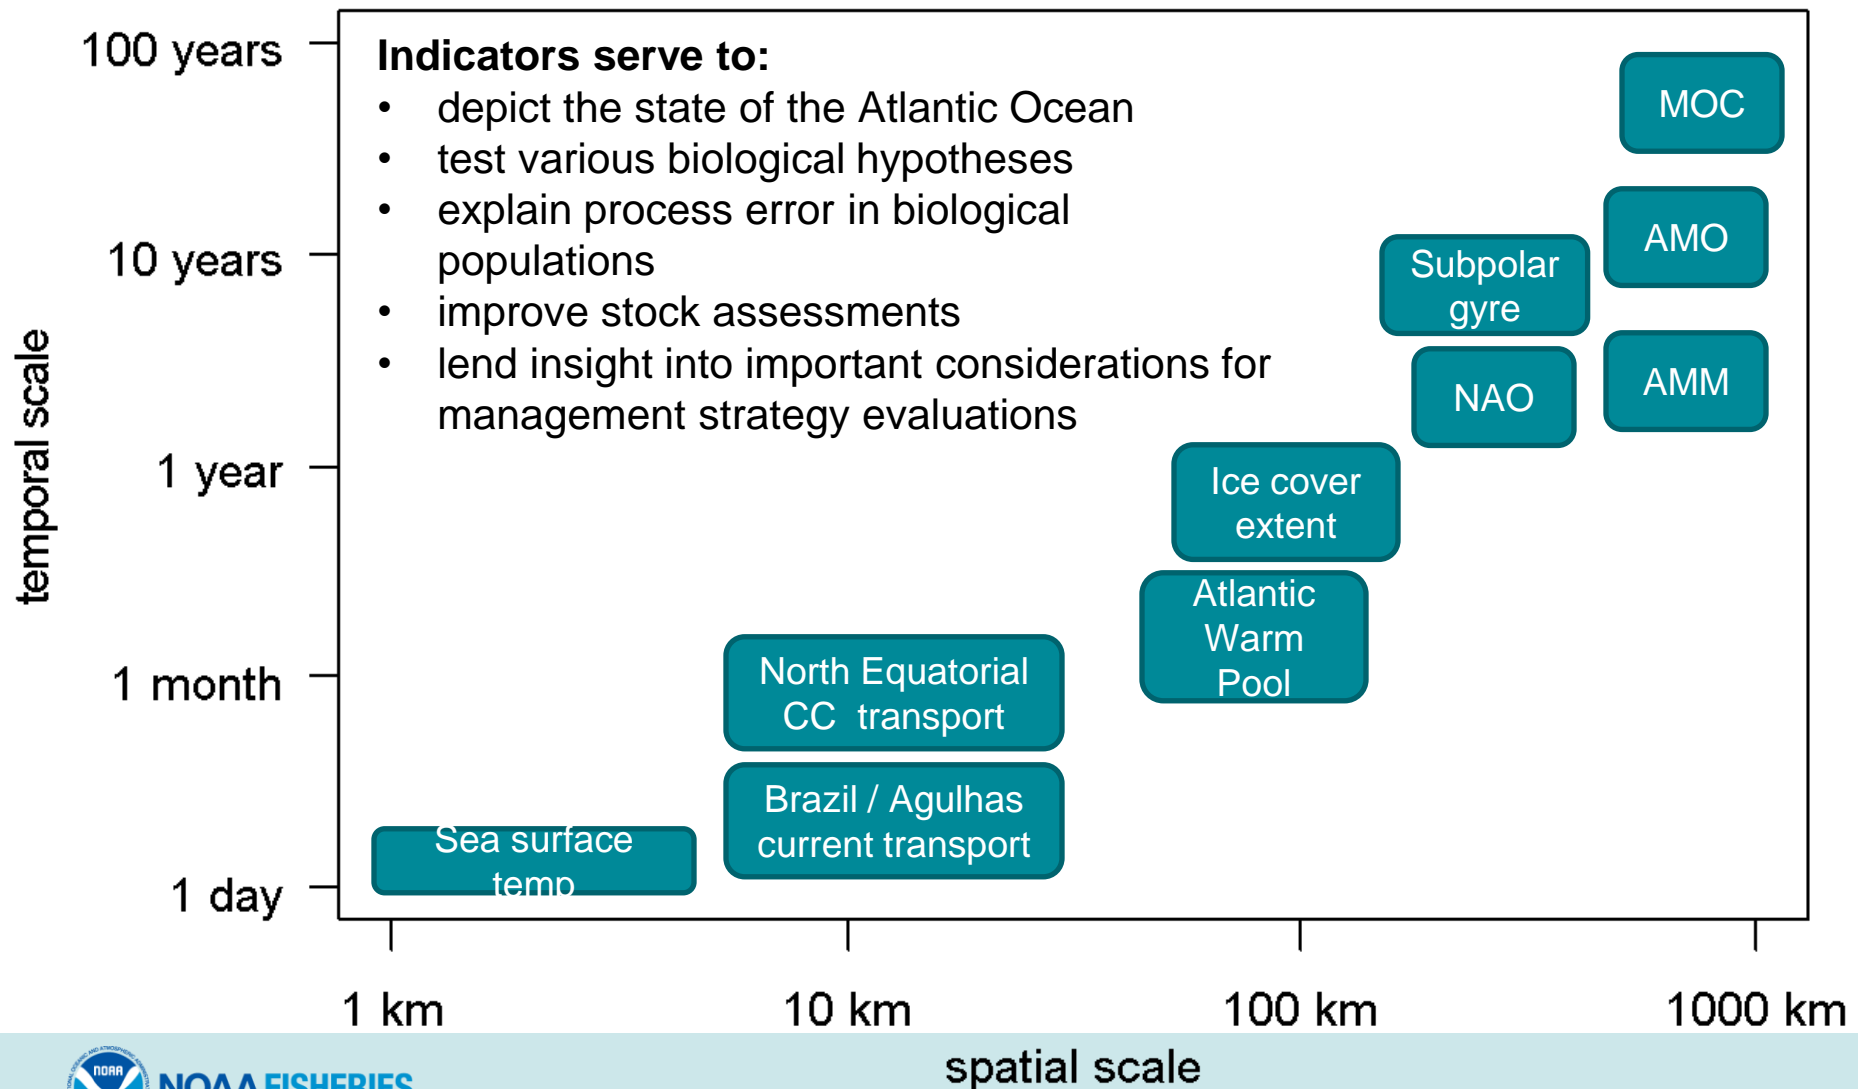 100 years
10 years
1 year
1 month
1 day
temporal scale
Indicators serve to:
• depict the state of the Atlantic Ocean
• test various biological hypotheses
• explain process error in biological
populations
• improve stock assessments
• lend insight into important considerations for
management strategy evaluations
MOC
AMO
Subpolar
gyre
AMM
NAO
Ice cover
extent
Atlantic
Warm
Pool
North Equatorial
CC transport
Brazil / Agulhas
current transport
Sea surface
temp
1 km
10 km
100 km
1000 km
spatial scale
NOAA
NOAA FISHERIES